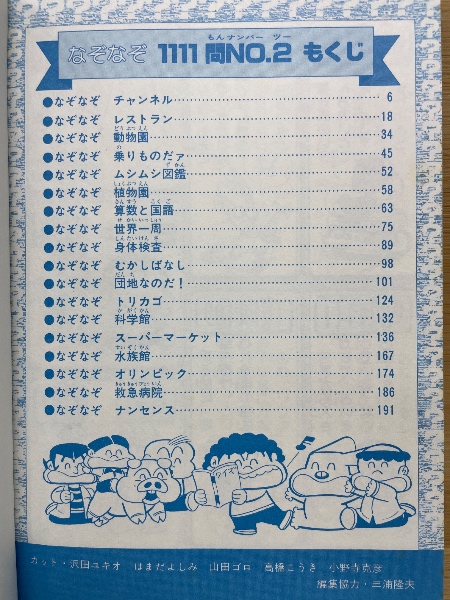 なぞなぞ 1111問NO.2 もくじ
●なぞなぞ チャンネル 6
●なぞなぞ レストラン 18
●なぞなぞ 動物園 34
●なぞなぞ 乗りものだァ 45
●なぞなぞ ムシムシ図鑑 52
●なぞなぞ 植物園 58
●なぞなぞ 算数と国語 63
●なぞなぞ 世界一周 75
●なぞなぞ 身体検査 89
●なぞなぞ むかしばなし 98
●なぞなぞ 団地なのだ! 101
●なぞなぞ トリカゴ 124
●なぞなぞ 科学館 132
●なぞなぞ スーパーマーケット 136
●なぞなぞ 水族館 167
●なぞなぞ オリンピック 174
●なぞなぞ 救急病院 186
●なぞなぞ ナンセンス 191
カット・沢田ユキオ はまだよしみ 山田ゴロ 高橋こうき 小野寺克彦
編集協力・三浦隆夫